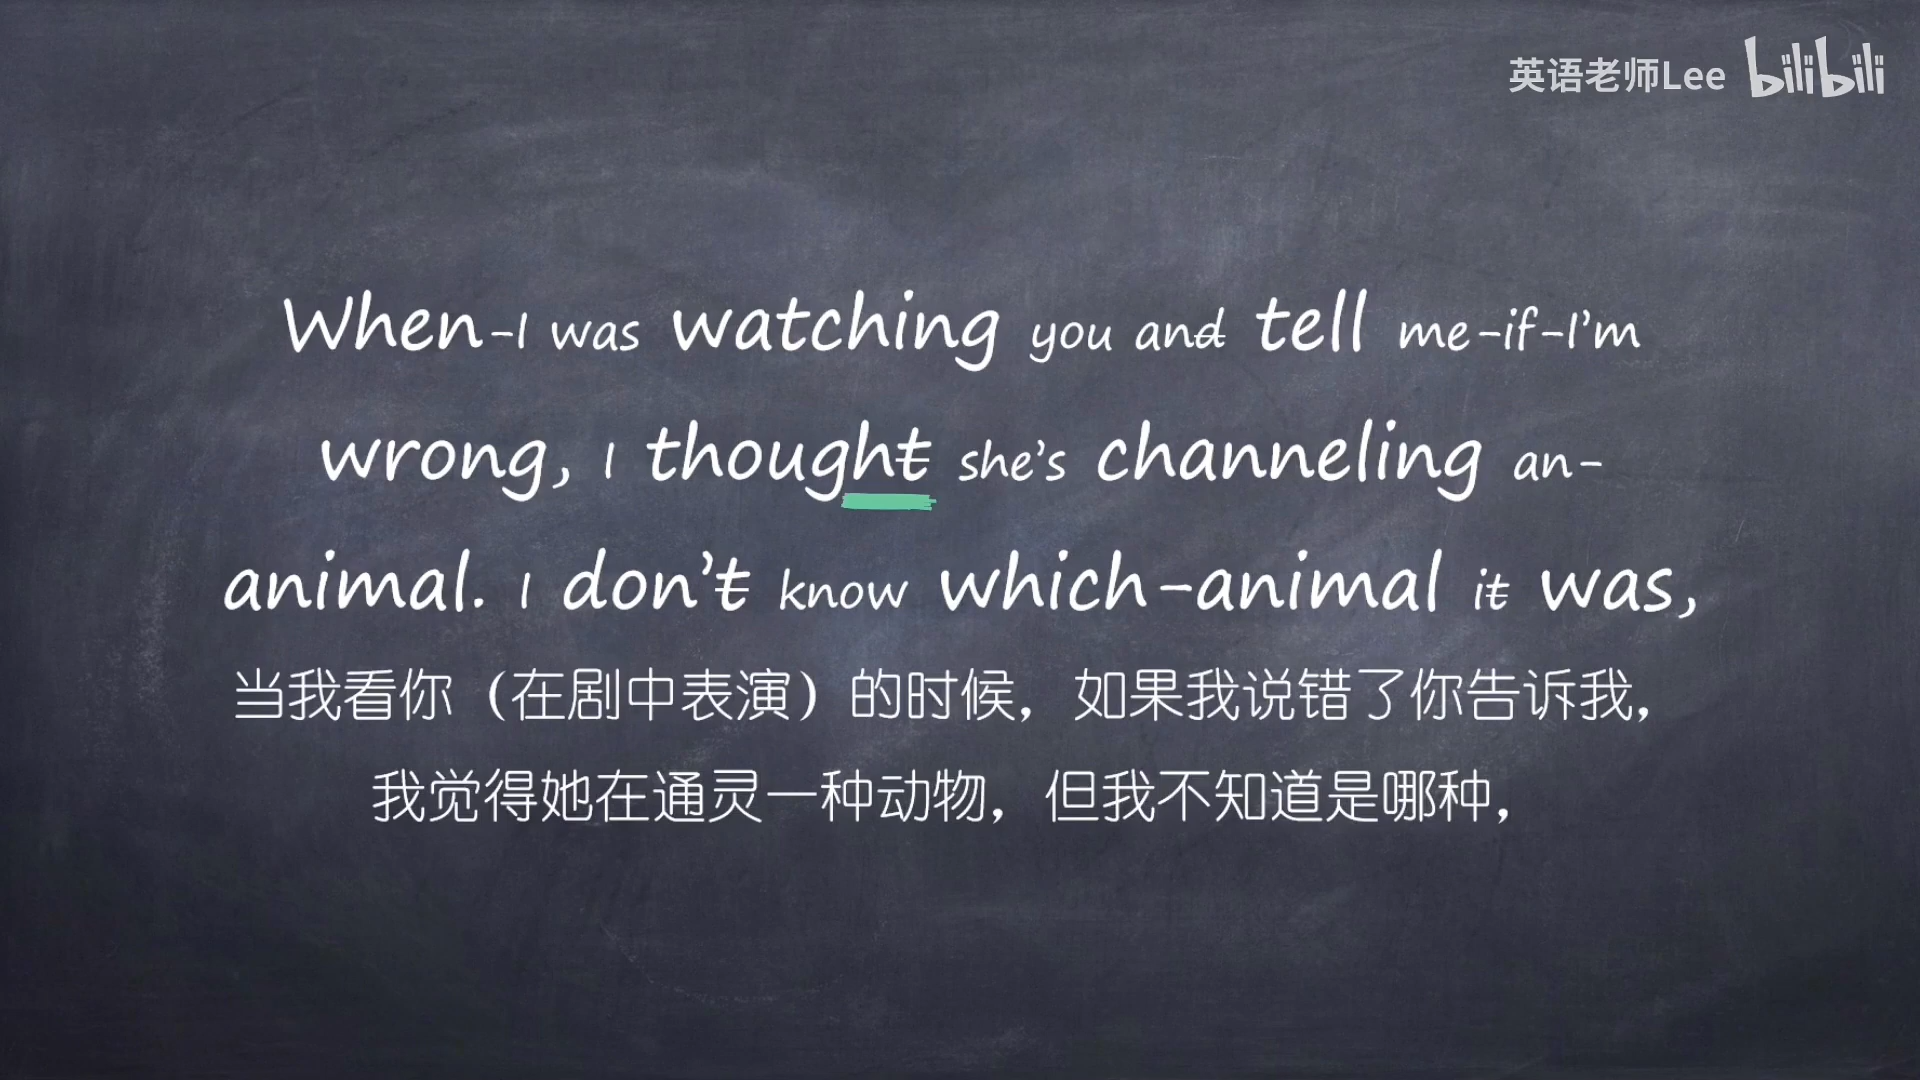 英语老师Lee bilibili
When-I was watching you and tell me-if-I’m
wrong, I thought she’s channeling an-
animal. I don’t know which-animal it was,
当我看你（在剧中表演）的时候，如果我说错了你告诉我，
我觉得她在通灵一种动物，但我不知道是哪种，